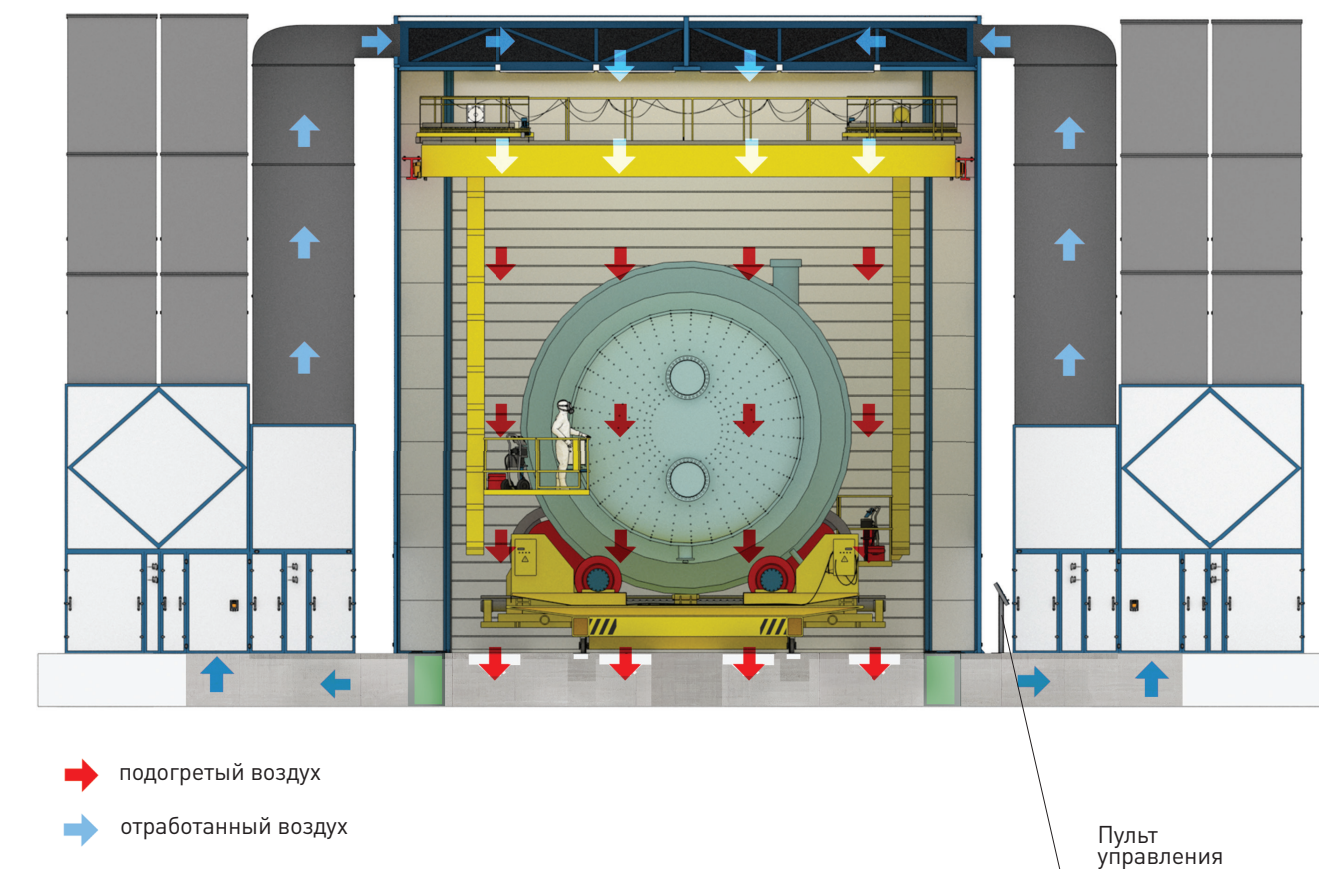 подогретый воздух
отработанный воздух
Пульт
управления